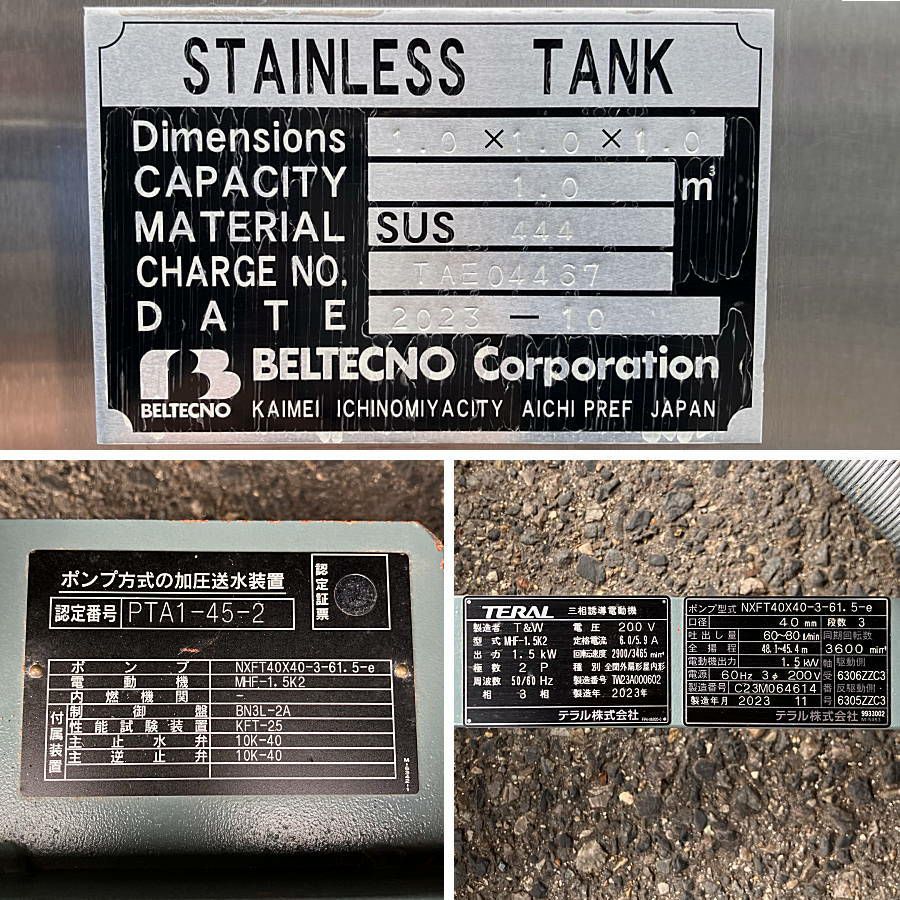 STAINLESS TANK
Dimensions 1.0 × 1.0 × 1.0
CAPACITY 1.0 m³
MATERIAL SUS 444
CHARGE NO. TAE04467
DATE 2023 - 10
BELTECNO Corporation
BELTECNO KAIMEI ICHINOMIYACITY AICHI PREF JAPAN
ポンプ方式の加圧送水装置
認定証票
認定番号 PTA1-45-2
ポンプ NXFT40X40-3-61.5-e
電動機 MHF-1.5K2
内燃機関 -
付属装置
制御盤 BN3L-2A
性能試験装置 KFT-25
主止水弁 10K-40
主逆止弁 10K-40
TERAL 三相誘導電動機
製造者 T&W 電圧 200 V
型式 MHF-1.5K2 定格電流 6.0/5.9 A
出力 1.5 kW 回転速度 2900/3465 min⁻¹
極数 2 P 種別 全閉外扇形屋内形
周波数 50/60 Hz 製造番号 TW23A000602
相 3 相 製造年 2023年
テラル株式会社
ポンプ型式 NXFT40X40-3-61.5-e
口径 40 mm 段数 3
吐出し量 60~80 ℓ/min 同期回転数
全揚程 48.1~45.4 m 3600 min⁻¹
電動機出力 1.5 kW 軸受 駆動側
電源 60Hz 3φ 200V 6306ZZC3
製造番号 C23M064614 反駆動側
製造年月 2023 11 6305ZZC3
テラル株式会社 9933002